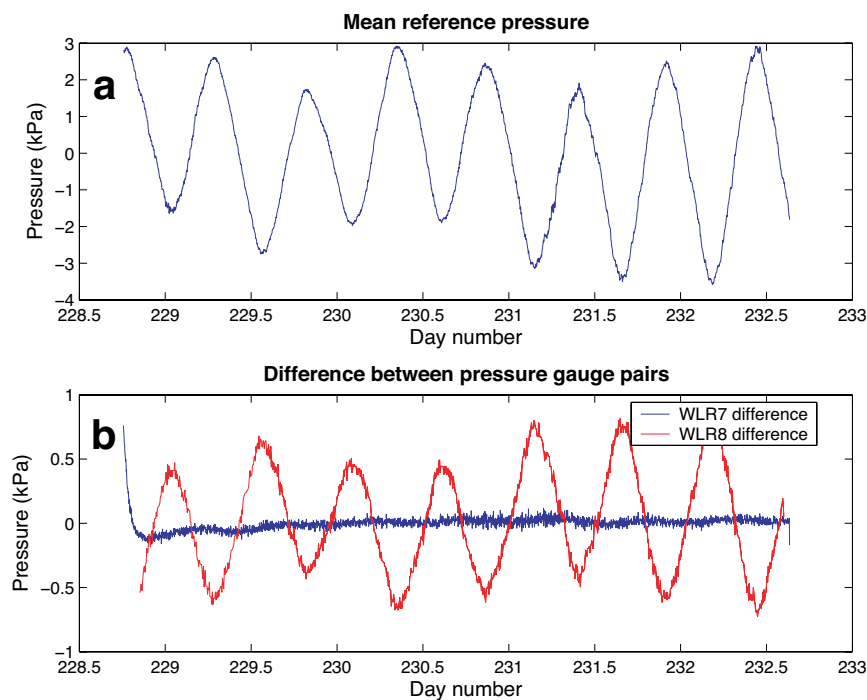 Mean reference pressure
a
Pressure (kPa)
3
2
1
0
−1
−2
−3
−4
228.5 229 229.5 230 230.5 231 231.5 232 232.5 233
Day number
Difference between pressure gauge pairs
b
WLR7 difference
WLR8 difference
Pressure (kPa)
1
0.5
0
−0.5
−1
228.5 229 229.5 230 230.5 231 231.5 232 232.5 233
Day number